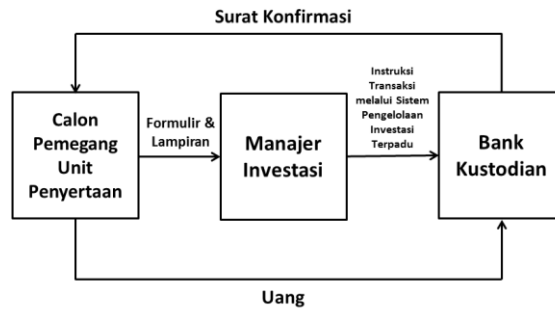 Surat Konfirmasi
Calon
Pemegang
Unit
Penyertaan
Formulir &
Lampiran
Manajer
Investasi
Instruksi
Transaksi
melalui Sistem
Pengelolaan
Investasi
Terpadu
Bank
Kustodian
Uang